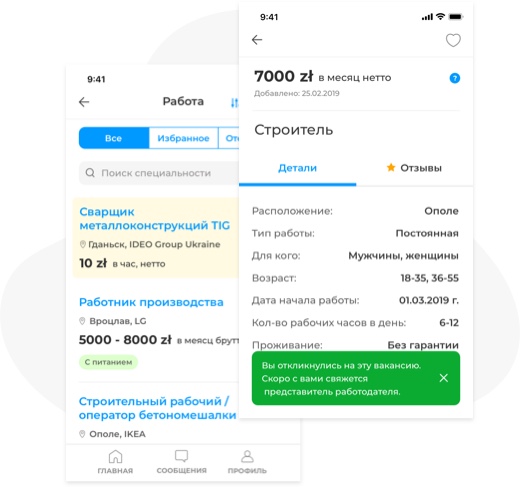 9:41
Работа
Все
Избранное
Поиск специальности
Сварщик
металлоконструкций TIG
Гданьск, IDEO Group Ukraine
10 zł в час, нетто
Работник производства
Вроцлав, LG
5000 - 8000 zł в меясц брутт
С питанием
Строительный рабочий /
оператор бетономешалки
Ополе, IKEA
ГЛАВНАЯ
СООБЩЕНИЯ
ПРОФИЛЬ
9:41
7000 zł в месяц нетто
?
Добавлено: 25.02.2019
Строитель
Детали
Отзывы
Расположение: Ополе
Тип работы: Постоянная
Для кого: Мужчины, женщины
Возраст: 18-35, 36-55
Дата начала работы: 01.03.2019 г.
Кол-во рабочих часов в день: 6-12
Проживание: Без гарантии
Вы откликнулись на эту вакансию.
Скоро с вами свяжется
представитель работодателя.